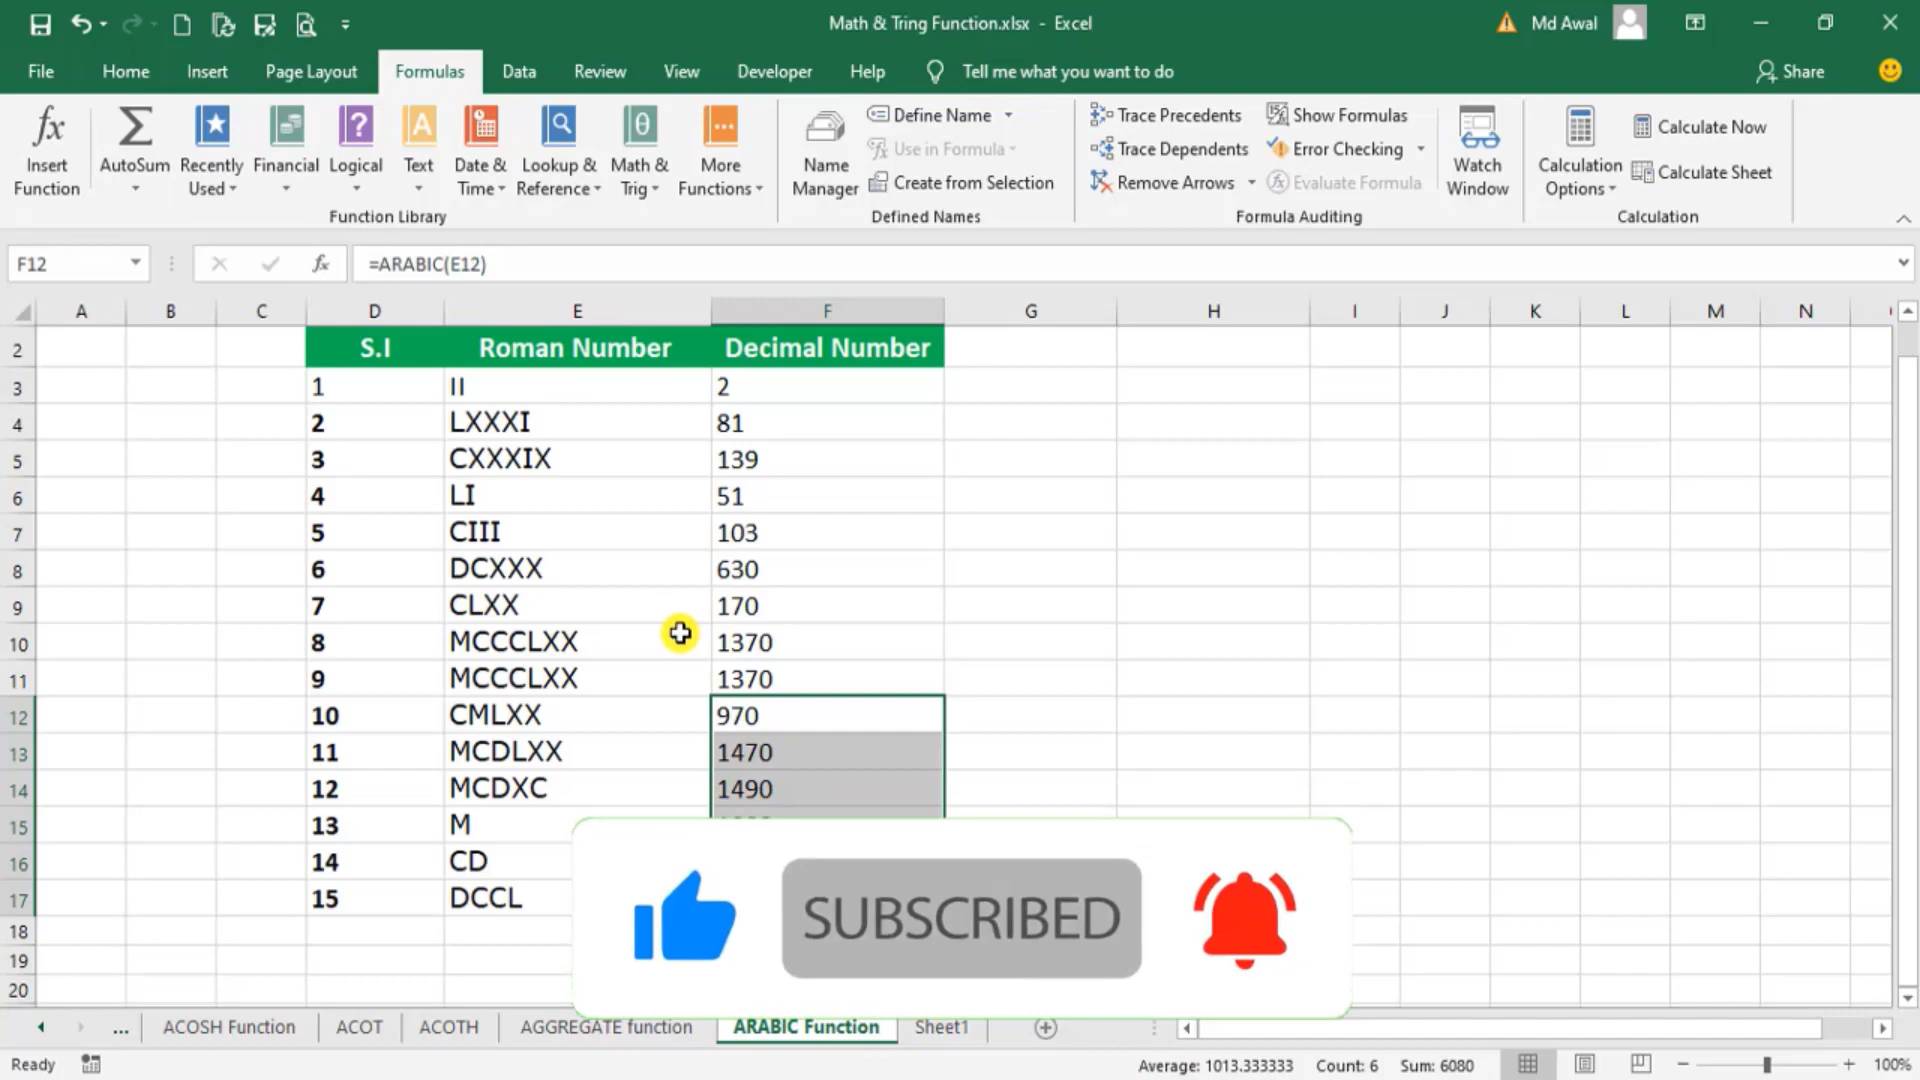 Math & Tring Function.xlsx - Excel
Md Awal
File Home Insert Page Layout Formulas Data Review View Developer Help Tell me what you want to do Share
fx
Insert Function
AutoSum
Recently Used
Financial
Logical
Text
Date & Time
Lookup & Reference
Math & Trig
More Functions
Function Library
Name Manager
Define Name
Use in Formula
Create from Selection
Defined Names
Trace Precedents
Trace Dependents
Remove Arrows
Show Formulas
Error Checking
Evaluate Formula
Formula Auditing
Watch Window
Calculation Options
Calculate Now
Calculate Sheet
Calculation
F12 fx =ARABIC(E12)
A B C D E F G H I J K L M N
2 S.I Roman Number Decimal Number
3 1 II 2
4 2 LXXXI 81
5 3 CXXXIX 139
6 4 LI 51
7 5 CIII 103
8 6 DCXXX 630
9 7 CLXX 170
10 8 MCCCLXX 1370
11 9 MCCCLXX 1370
12 10 CMLXX 970
13 11 MCDLXX 1470
14 12 MCDXC 1490
15 13 M
16 14 CD
17 15 DCCL
18
19
20
SUBSCRIBED
... ACOSH Function ACOT ACOTH AGGREGATE function ARABIC Function Sheet1
Ready Average: 1013.333333 Count: 6 Sum: 6080 100%